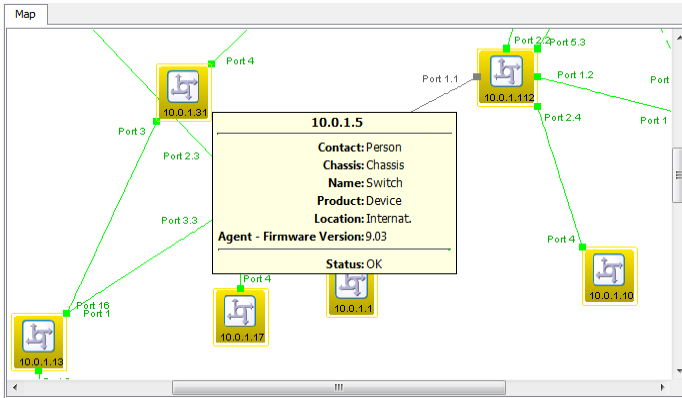 Map
Port 2.2
Port 5.3
Port 4
Port 1.1
Port 1.2
Port
10.0.1.31
10.0.1.112
Port 3
Port 2.4
Port 1
10.0.1.5
Contact: Person
Chassis: Chassis
Name: Switch
Product: Device
Location: Internat.
Agent - Firmware Version: 9.03
Status: OK
Port 2.3
Port 3.3
Port 4
Port 4
10.0.1.10
Port 16
Port 1
10.0.1.17
10.0.1.1
10.0.1.13